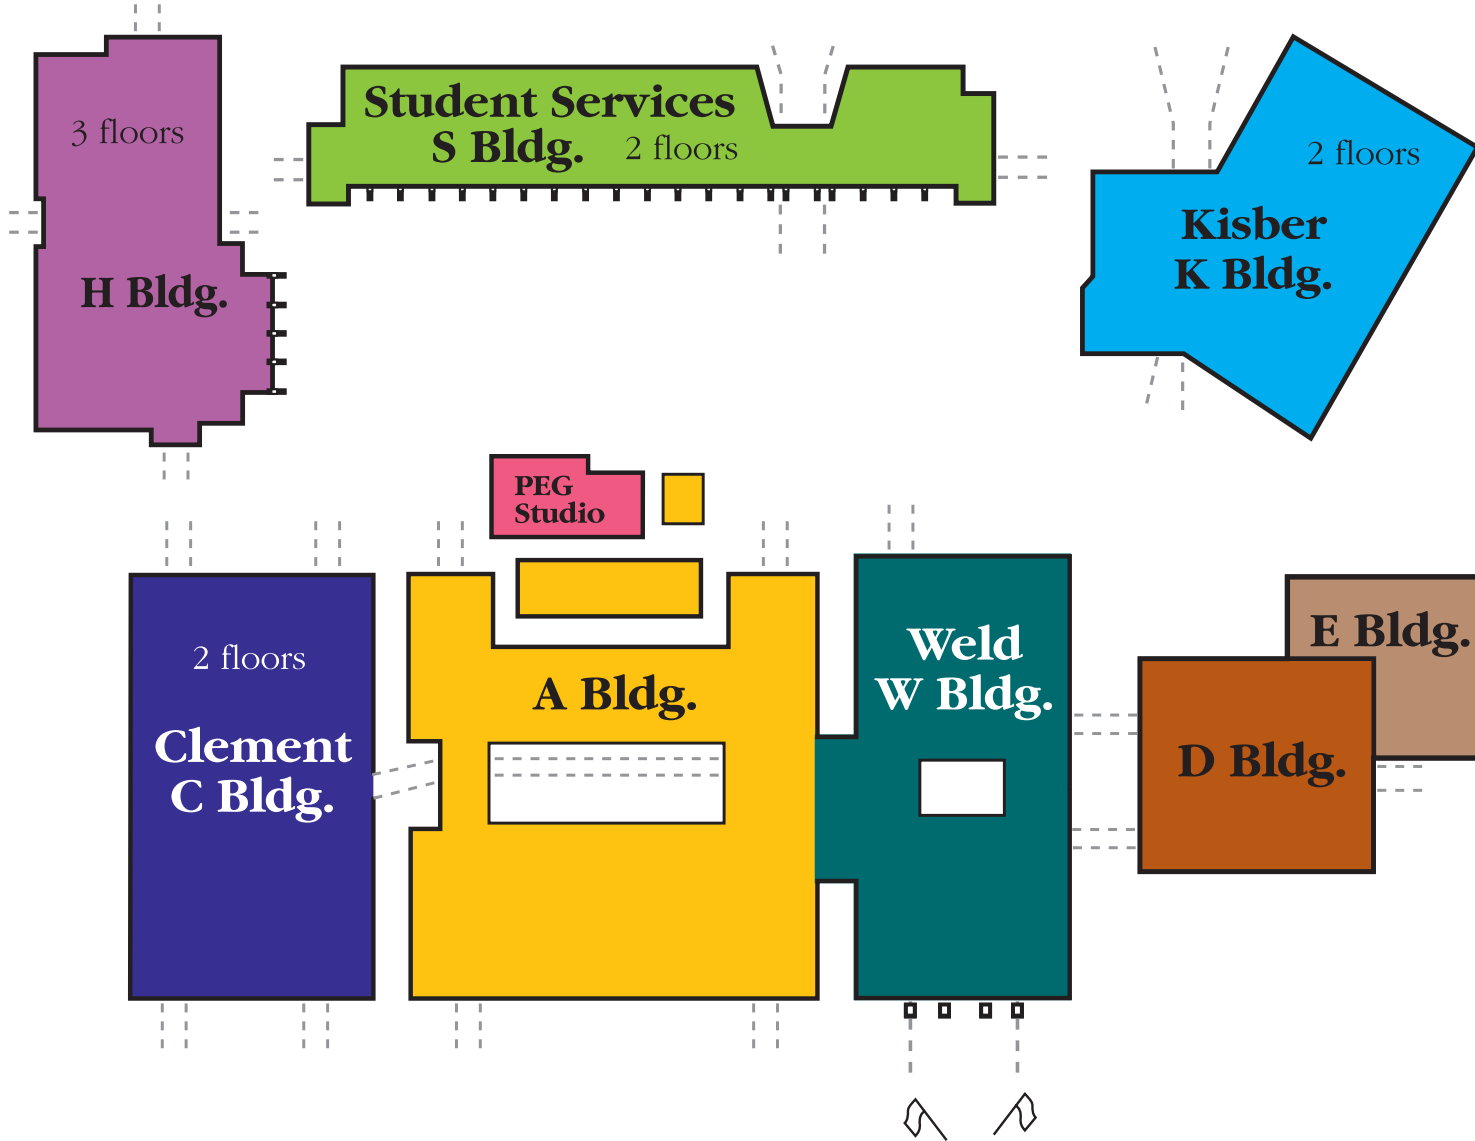 3 floors
H Bldg.
Student Services
S Bldg. 2 floors
2 floors
Kisber
K Bldg.
PEG
Studio
2 floors
Clement
C Bldg.
A Bldg.
Weld
W Bldg.
E Bldg.
D Bldg.